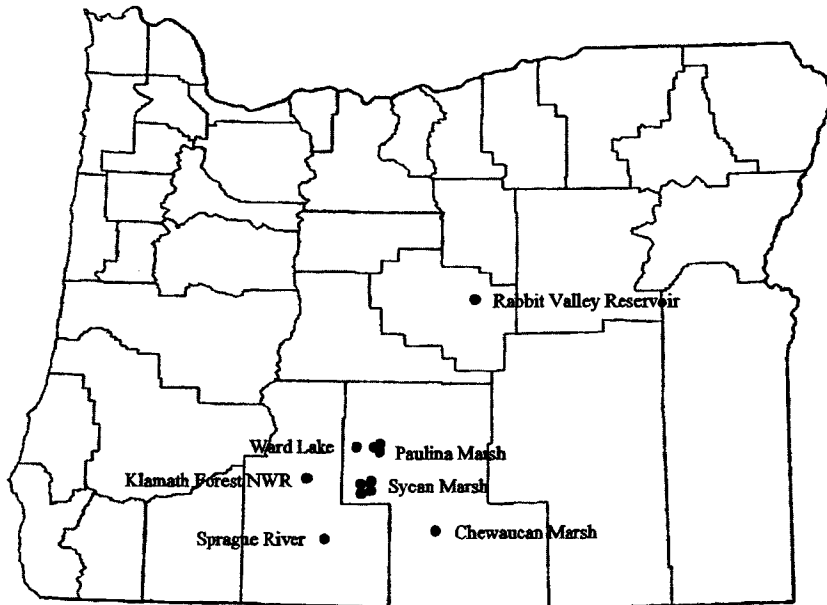 Rabbit Valley Reservoir
Ward Lake
Paulina Marsh
Klamath Forest NWR
Sycan Marsh
Sprague River
Chewaucan Marsh